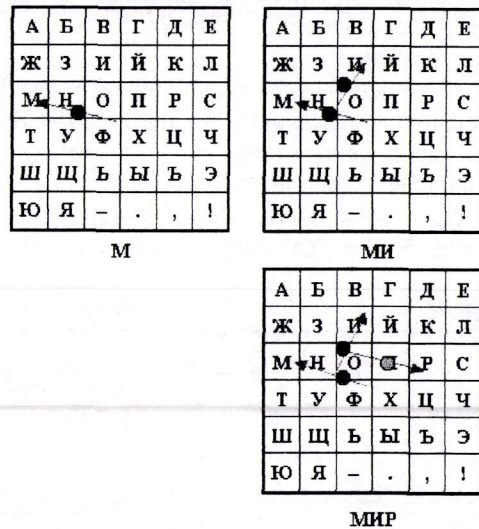 А Б В Г Д Е
Ж З И Й К Л
М Н О П Р С
Т У Ф Х Ц Ч
Ш Щ Ь Ы Ъ Э
Ю Я – . , !
М
А Б В Г Д Е
Ж З И Й К Л
М Н О П Р С
Т У Ф Х Ц Ч
Ш Щ Ь Ы Ъ Э
Ю Я – . , !
МИ
А Б В Г Д Е
Ж З И Й К Л
М Н О П Р С
Т У Ф Х Ц Ч
Ш Щ Ь Ы Ъ Э
Ю Я – . , !
МИР